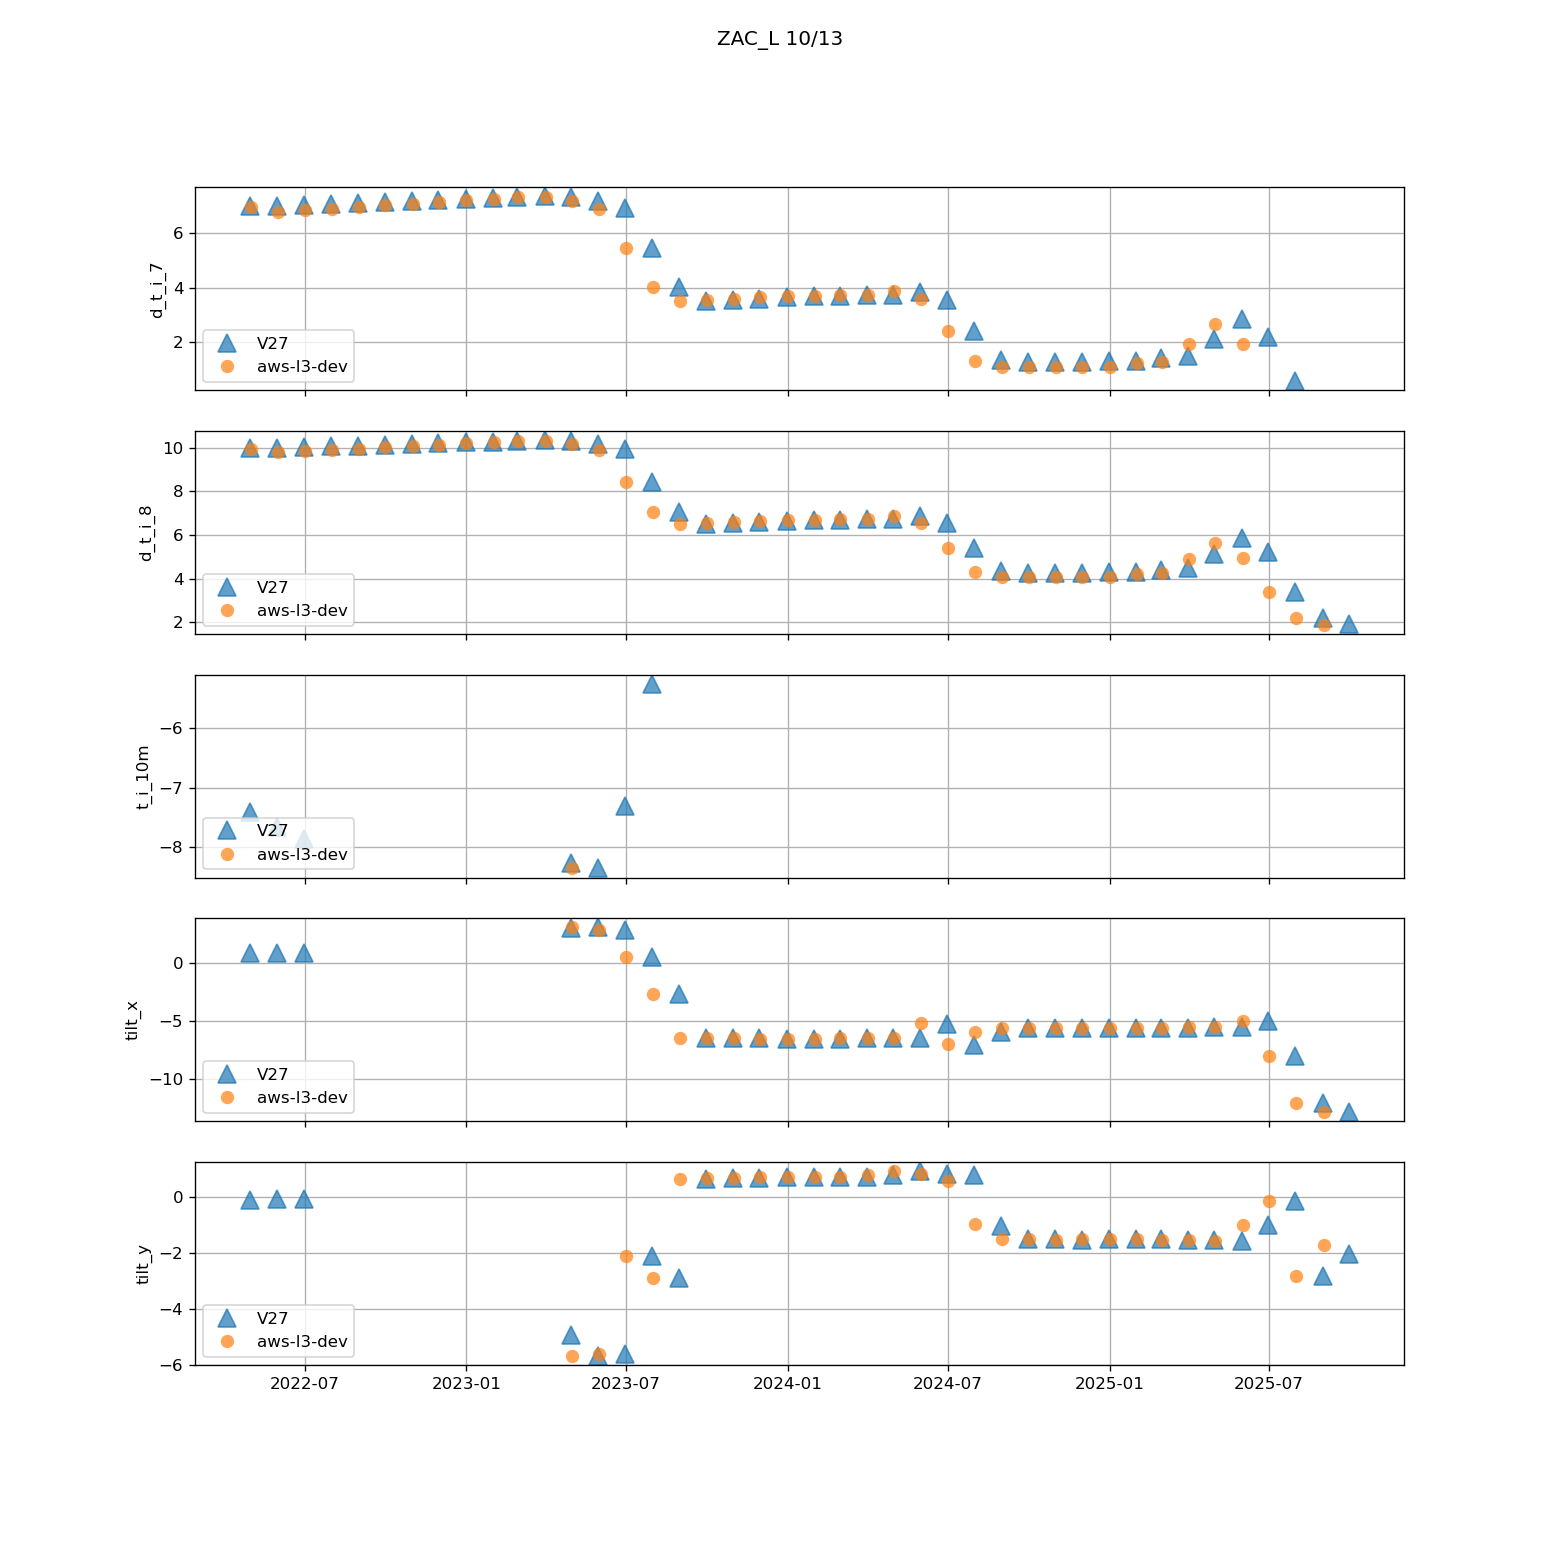 ZAC_L 10/13
6
4
2
d_t_i_7
V27
aws-l3-dev
10
8
6
4
2
d_t_i_8
V27
aws-l3-dev
−6
−7
−8
t_i_10m
V27
aws-l3-dev
0
−5
−10
tilt_x
V27
aws-l3-dev
0
−2
−4
−6
tilt_y
V27
aws-l3-dev
2022-07 2023-01 2023-07 2024-01 2024-07 2025-01 2025-07